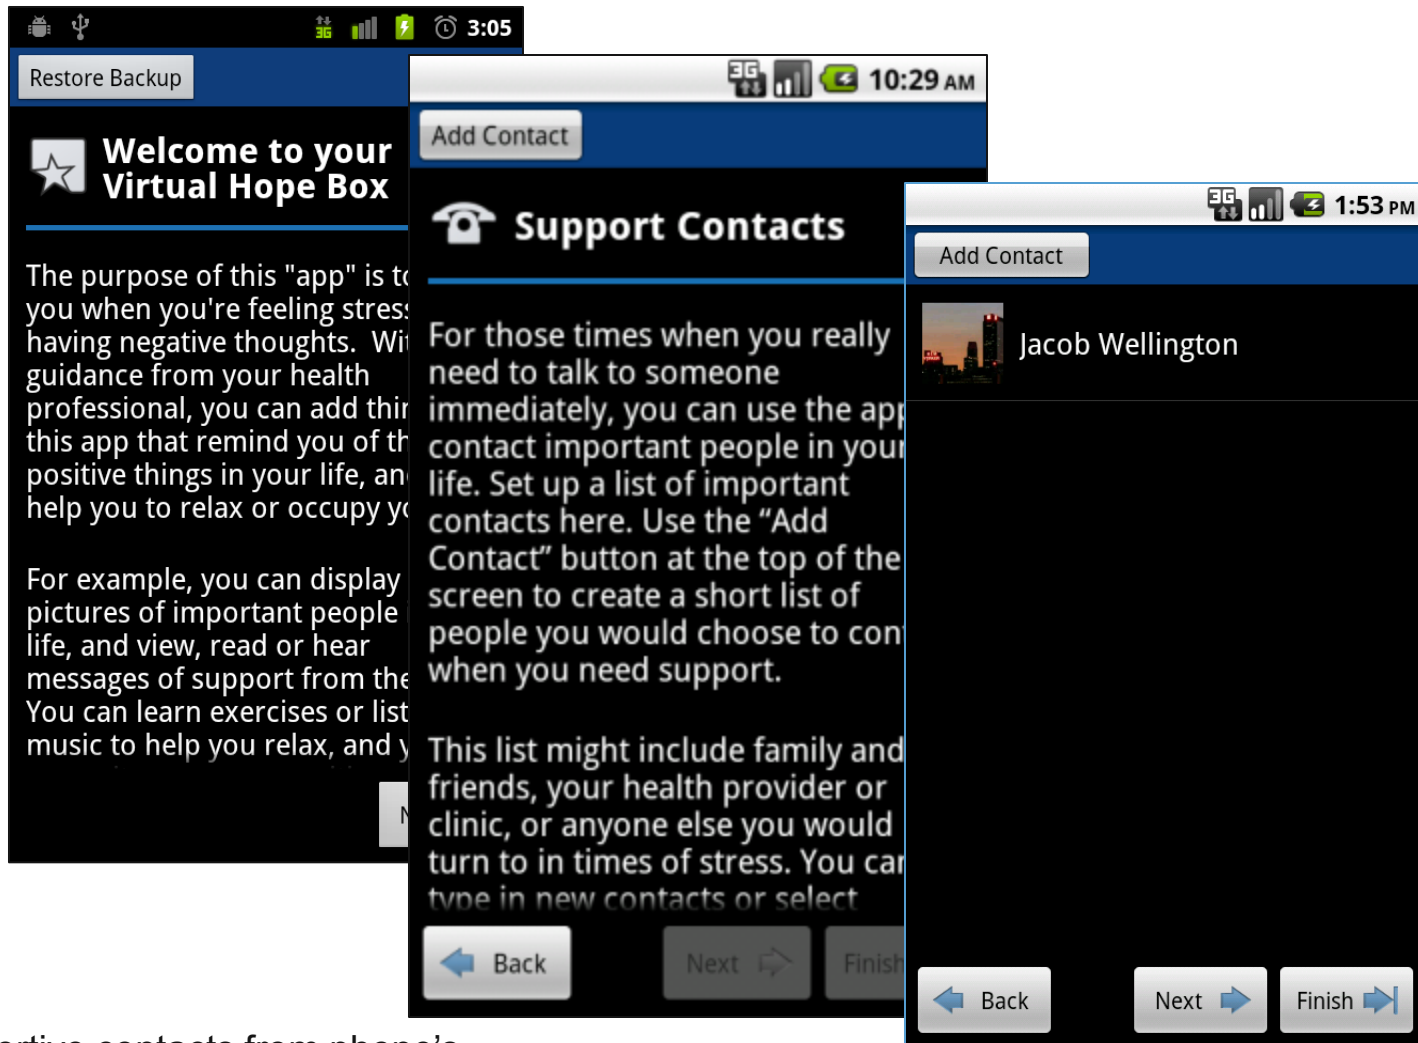 3G 3:05
Restore Backup
Welcome to your
Virtual Hope Box
The purpose of this "app" is to
you when you're feeling
having negative thoughts.
guidance from your health
professional, you can add
this app that remind you of
positive things in your life,
help you to relax or occupy
For example, you can display
pictures of important people
life, and view, read or hear
messages of support from
You can learn exercises or
music to help you relax, and
3G 10:29 AM
Add Contact
Support Contacts
For those times when you really
need to talk to someone
immediately, you can use the app
contact important people in your
life. Set up a list of important
contacts here. Use the “Add
Contact” button at the top of the
screen to create a short list of
people you would choose to
when you need support.
This list might include family and
friends, your health provider or
clinic, or anyone else you would
turn to in times of stress. You can
type in new contacts or select
Back Next Finish
3G 1:53 PM
Add Contact
Jacob Wellington
Back Next Finish
contacts from phone’s